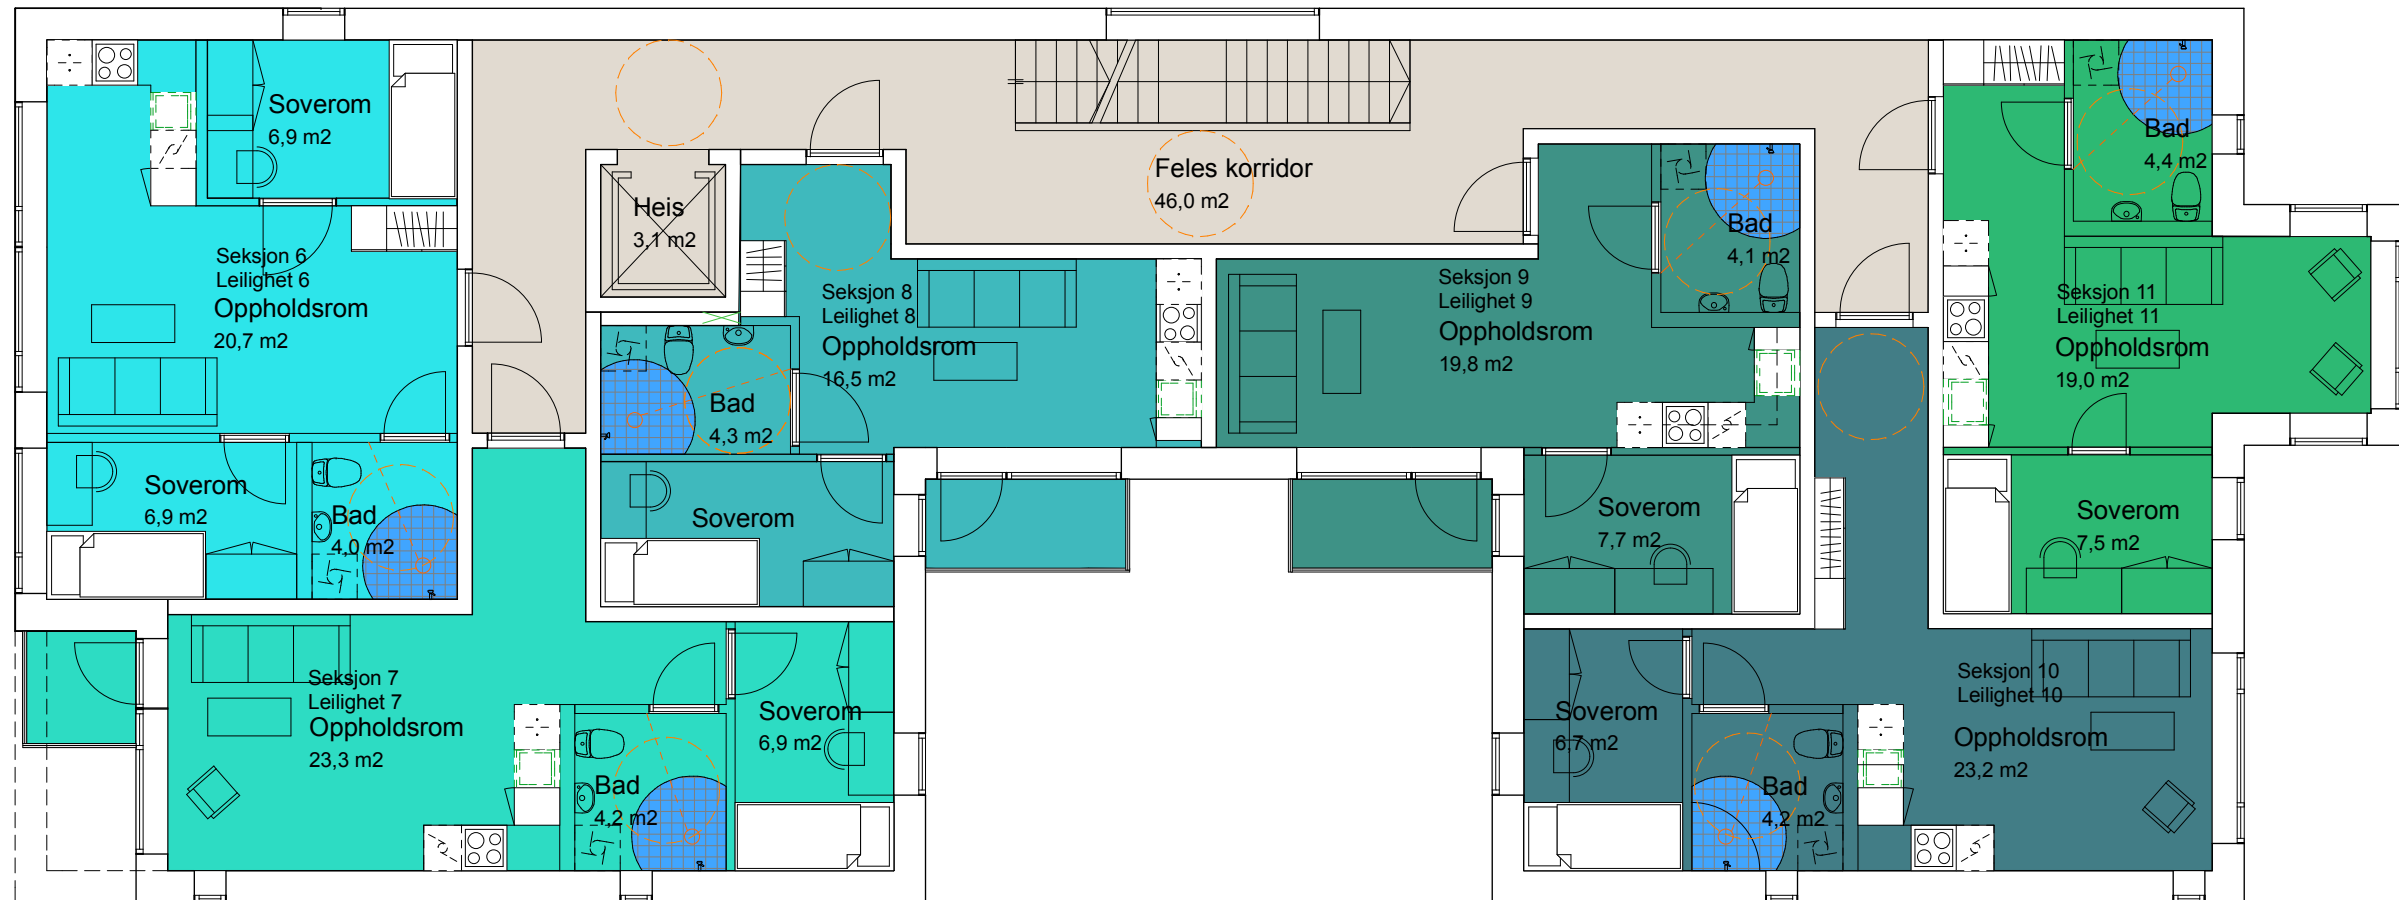 Soverom
6,9 m2
Seksjon 6
Leilighet 6
Oppholdsrom
20,7 m2
Soverom
6,9 m2
Bad
4,0 m2
Seksjon 7
Leilighet 7
Oppholdsrom
23,3 m2
Bad
4,2 m2
Soverom
6,9 m2
Heis
3,1 m2
Seksjon 8
Leilighet 8
Oppholdsrom
16,5 m2
Bad
4,3 m2
Soverom
Feles korridor
46,0 m2
Seksjon 9
Leilighet 9
Oppholdsrom
19,8 m2
Bad
4,1 m2
Soverom
7,7 m2
Soverom
6,7 m2
Bad
4,2 m2
Seksjon 10
Leilighet 10
Oppholdsrom
23,2 m2
Bad
4,4 m2
Seksjon 11
Leilighet 11
Oppholdsrom
19,0 m2
Soverom
7,5 m2